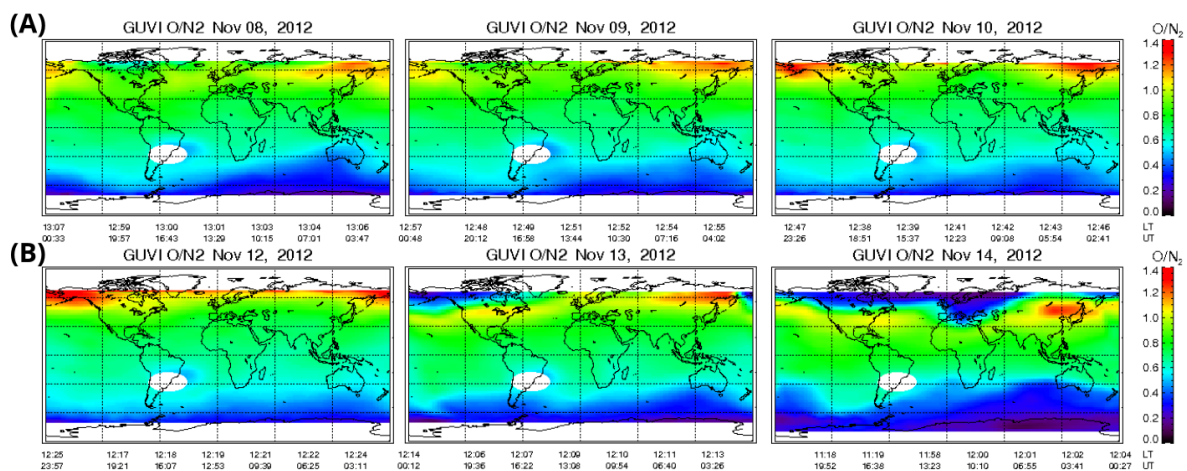 (A)
GUVI O/N2 Nov 08, 2012 GUVI O/N2 Nov 09, 2012 GUVI O/N2 Nov 10, 2012 O/N2
1.4
1.2
1.0
0.8
0.6
0.4
0.2
0.0
13:07 12:59 13:00 13:01 13:03 13:04 13:06 12:57 12:48 12:49 12:51 12:52 12:54 12:55 12:47 12:38 12:39 12:41 12:42 12:43 12:46 LT
00:33 19:57 16:43 13:29 10:15 07:01 03:47 00:48 20:12 16:58 13:44 10:30 07:16 04:02 23:26 18:51 15:37 12:23 09:08 05:54 02:41 UT
(B)
GUVI O/N2 Nov 12, 2012 GUVI O/N2 Nov 13, 2012 GUVI O/N2 Nov 14, 2012 O/N2
1.4
1.2
1.0
0.8
0.6
0.4
0.2
0.0
12:25 12:17 12:18 12:19 12:21 12:22 12:24 12:14 12:06 12:07 12:09 12:10 12:11 12:13 11:18 11:19 11:58 12:00 12:01 12:02 12:04 LT
23:57 19:21 16:07 12:53 09:39 06:25 03:11 00:12 19:36 16:22 13:08 09:54 06:40 03:26 19:52 16:38 13:23 10:10 06:55 03:41 00:27 UT